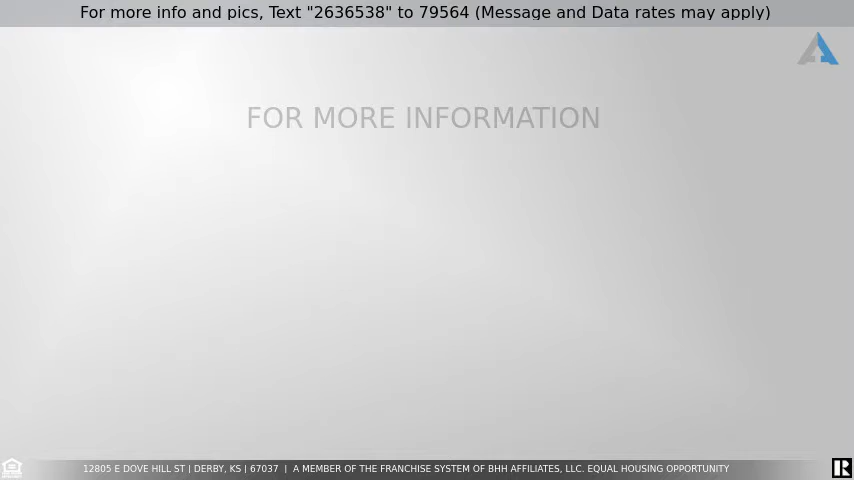 For more info and pics, Text "2636538" to 79564 (Message and Data rates may apply)
FOR MORE INFORMATION
12805 E DOVE HILL ST | DERBY, KS | 67037 | A MEMBER OF THE FRANCHISE SYSTEM OF BHH AFFILIATES, LLC. EQUAL HOUSING OPPORTUNITY